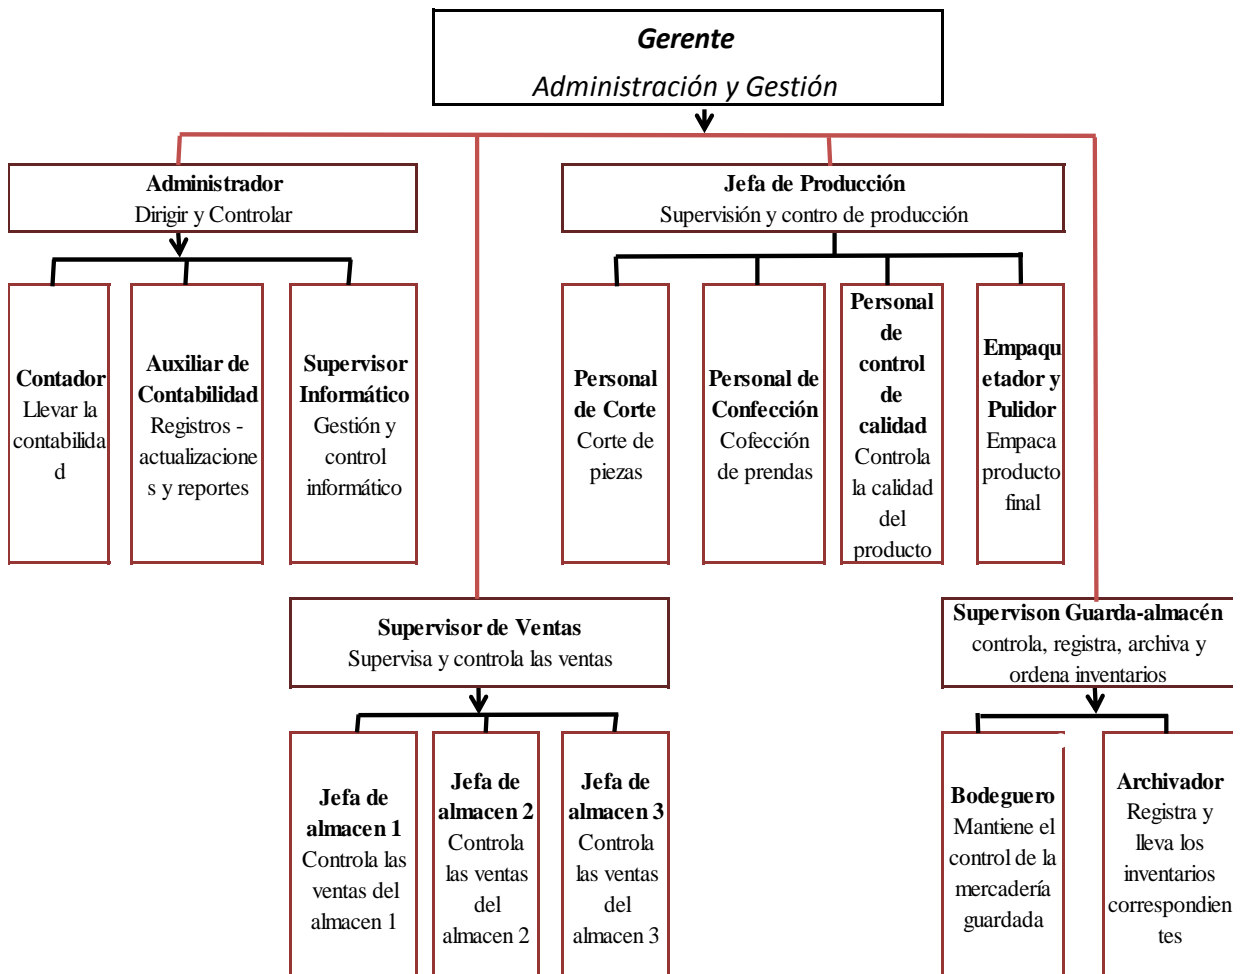 Gerente
Administración y Gestión
Administrador
Dirigir y Controlar
Jefa de Producción
Supervisión y contro de producción
Contador
Llevar la
contabilida
d
Auxiliar de
Contabilidad
Registros -
actualizacione
s y reportes
Supervisor
Informático
Gestión y
control
informático
Personal
de Corte
Corte de
piezas
Personal de
Confección
Cofección
de prendas
Personal
de
control
de
calidad
Controla
la calidad
del
producto
Empaqu
etador y
Pulidor
Empaca
producto
final
Supervisor de Ventas
Supervisa y controla las ventas
Supervison Guarda-almacén
controla, registra, archiva y
ordena inventarios
Jefa de
almacen 1
Controla las
ventas del
almacen 1
Jefa de
almacen 2
Controla
las ventas
del
almacen 2
Jefa de
almacen 3
Controla
las ventas
del
almacen 3
Bodeguero
Mantiene el
control de la
mercadería
guardada
Archivador
Registra y
lleva los
inventarios
correspondien
tes